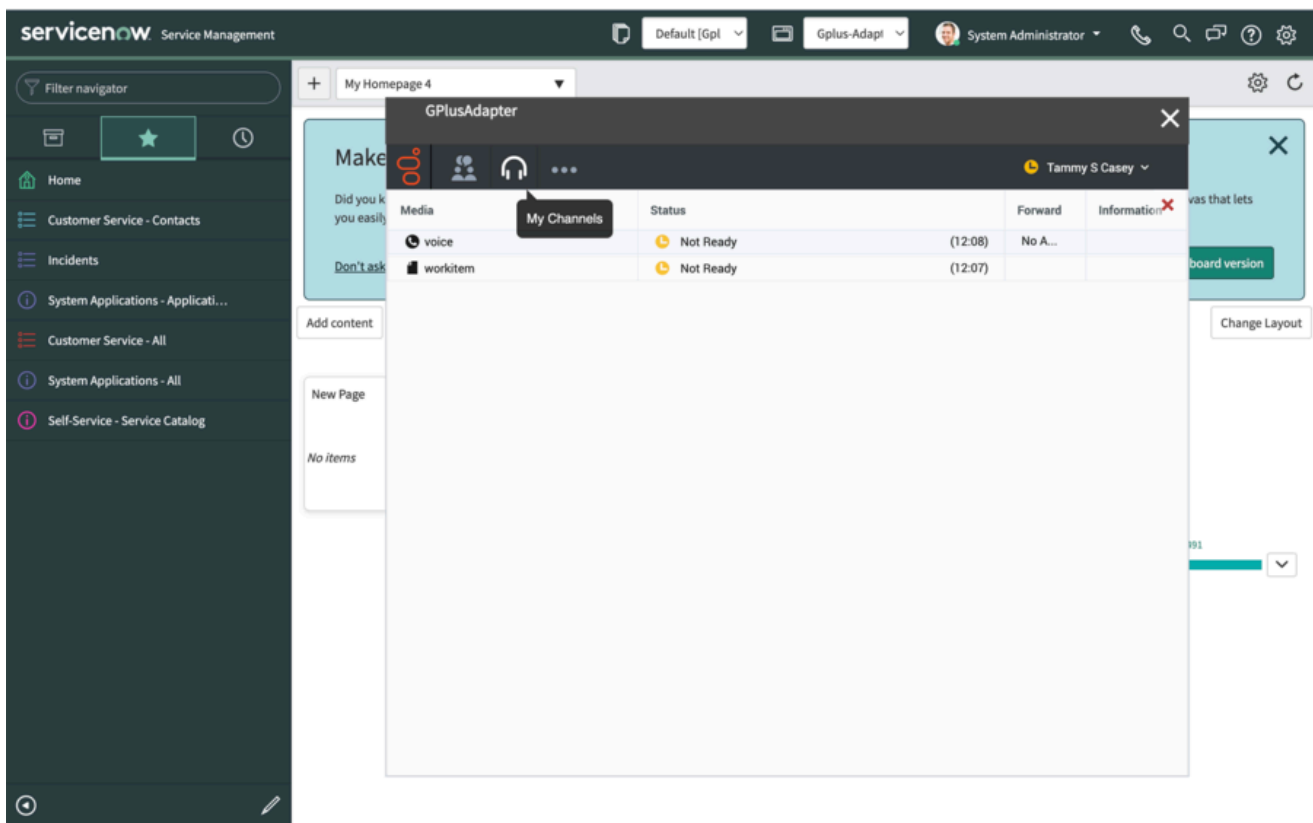 servicenow Service Management
Default [Gpl
Gplus-Adapt
System Administrator
Filter navigator
Home
Customer Service - Contacts
Incidents
System Applications - Applicati...
Customer Service - All
System Applications - All
Self-Service - Service Catalog
My Homepage 4
Make
Did you k
you easily
vas that lets
Don't ask
board version
Add content
Change Layout
New Page
No items
GPlusAdapter
Tammy S Casey
My Channels
Media Status Forward Information
voice Not Ready (12:08) No A...
workitem Not Ready (12:07)